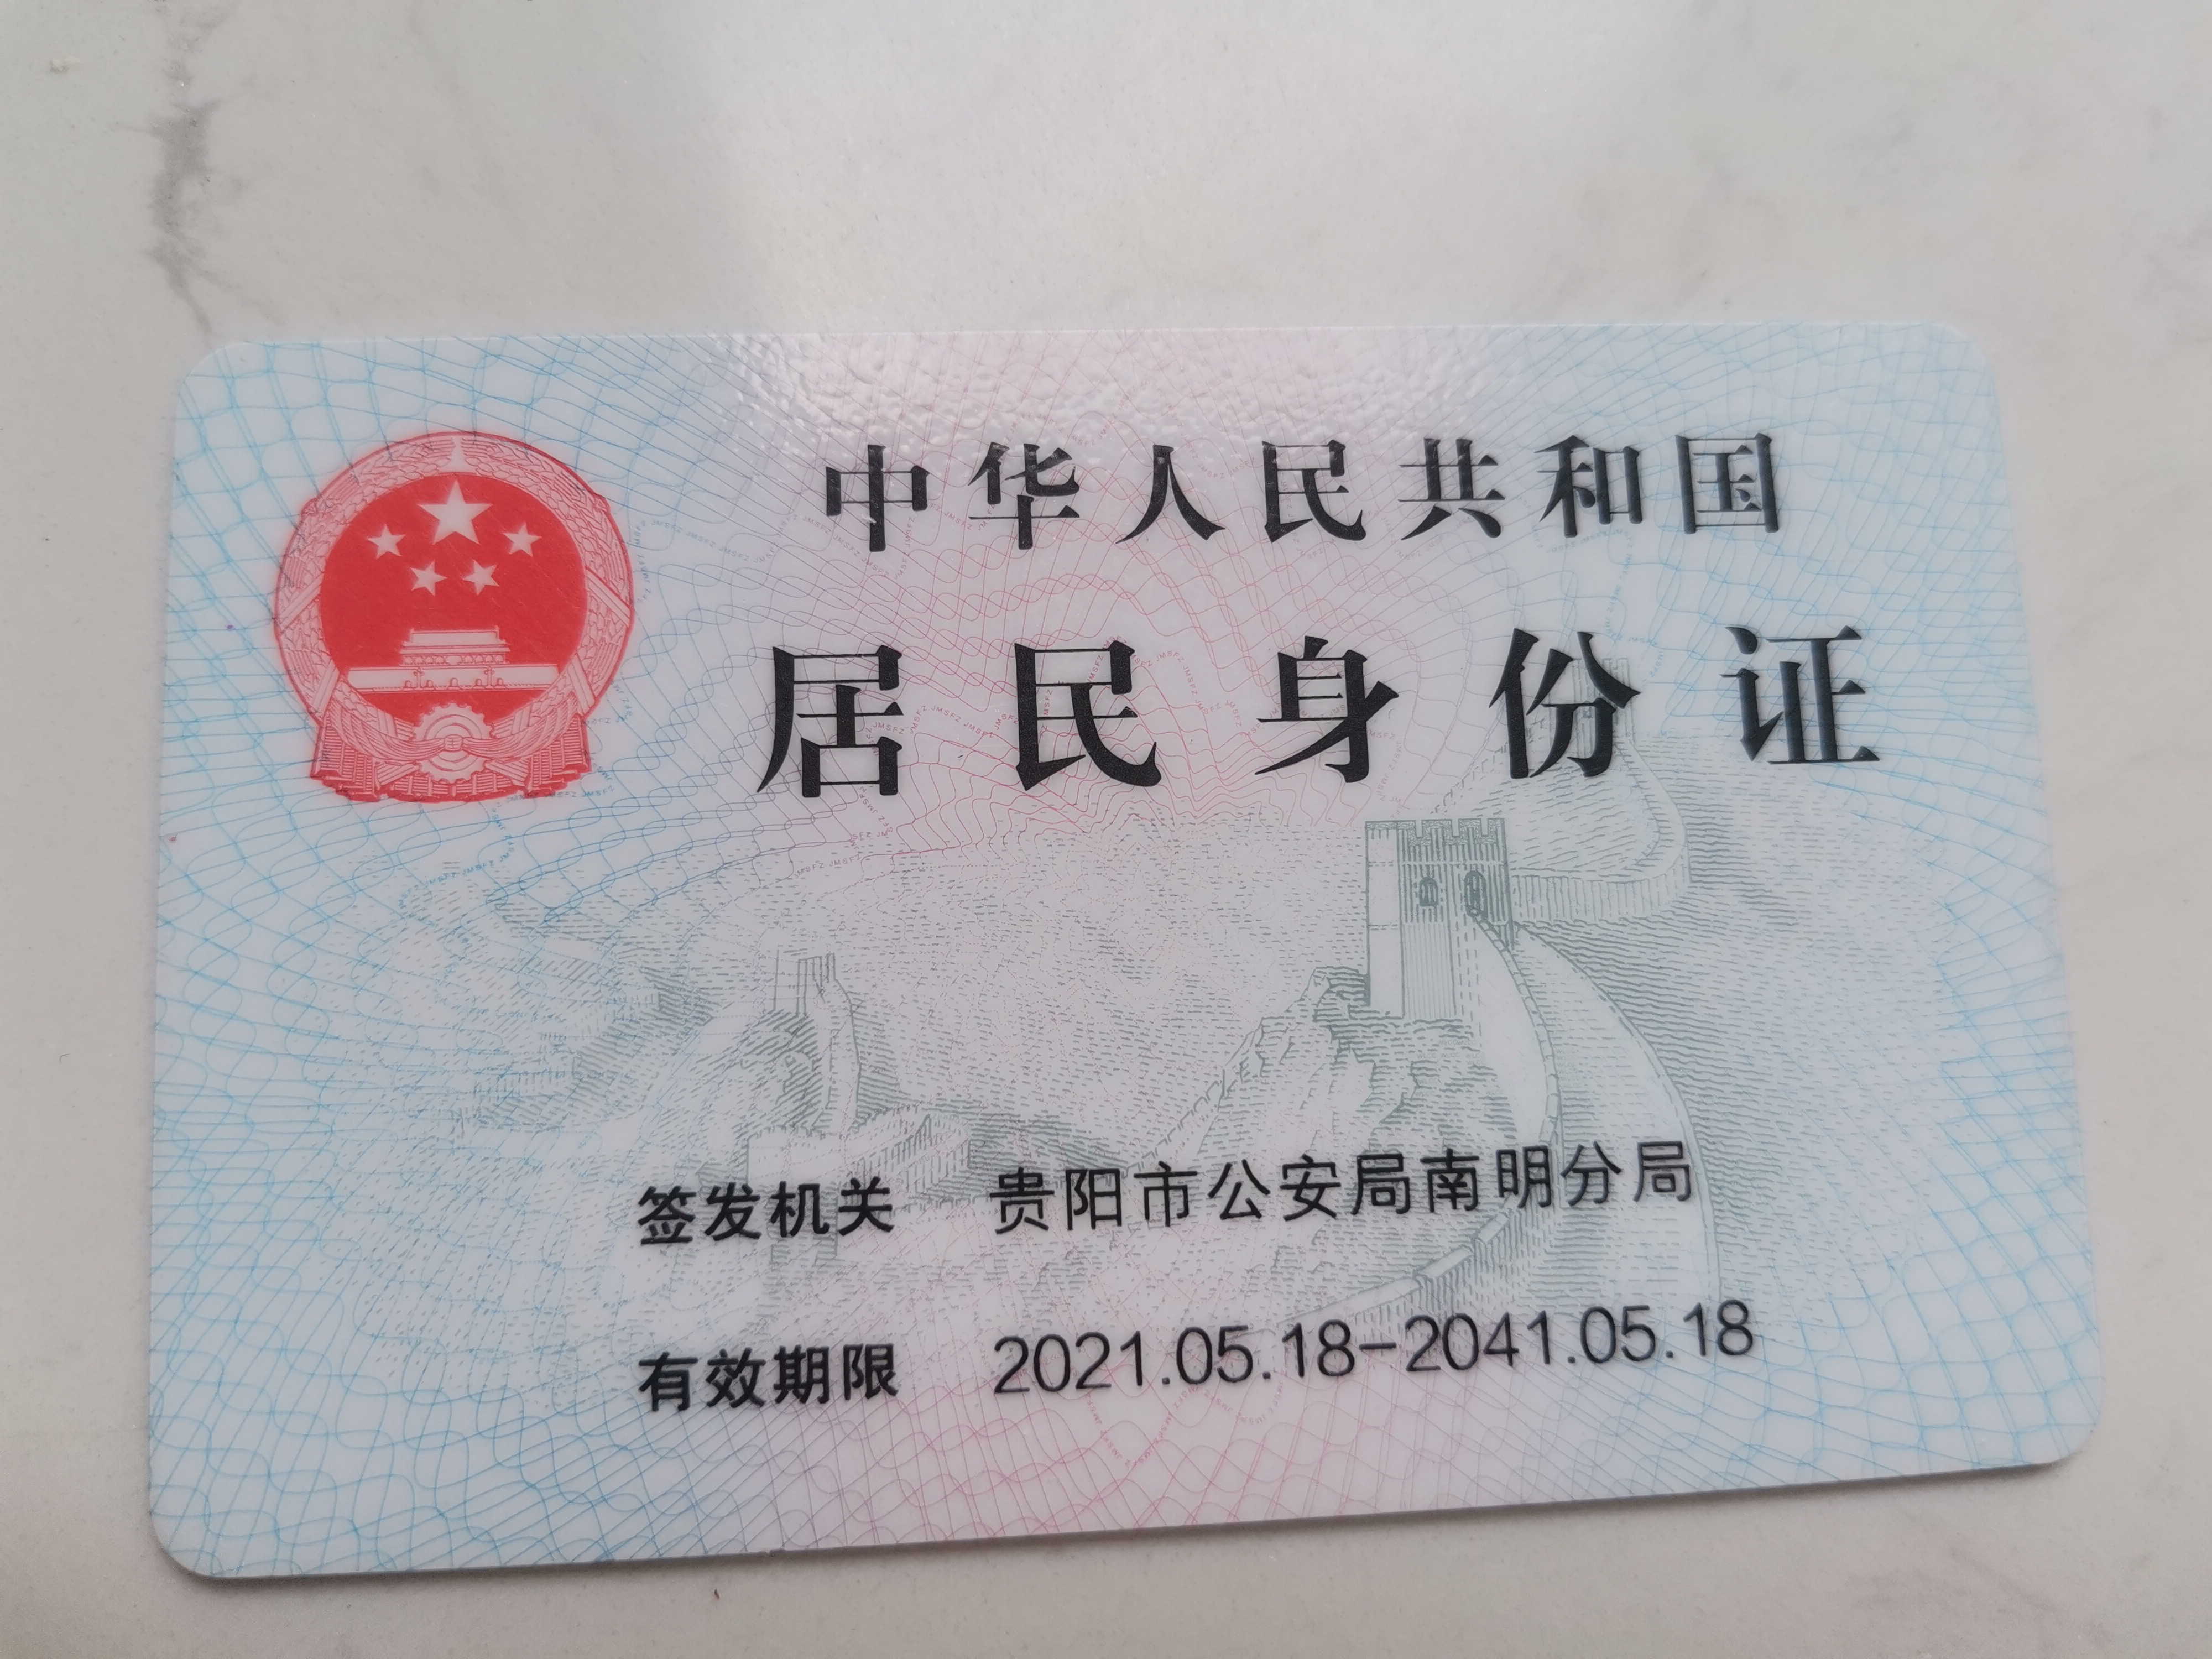 中华人民共和国
居民身份证
签发机关 贵阳市公安局南明分局
有效期限 2021.05.18-2041.05.18